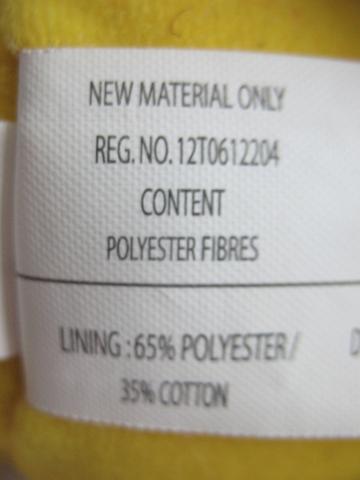 NEW MATERIAL ONLY
REG. NO. 12T0612204
CONTENT
POLYESTER FIBRES
LINING : 65% POLYESTER /
35% COTTON